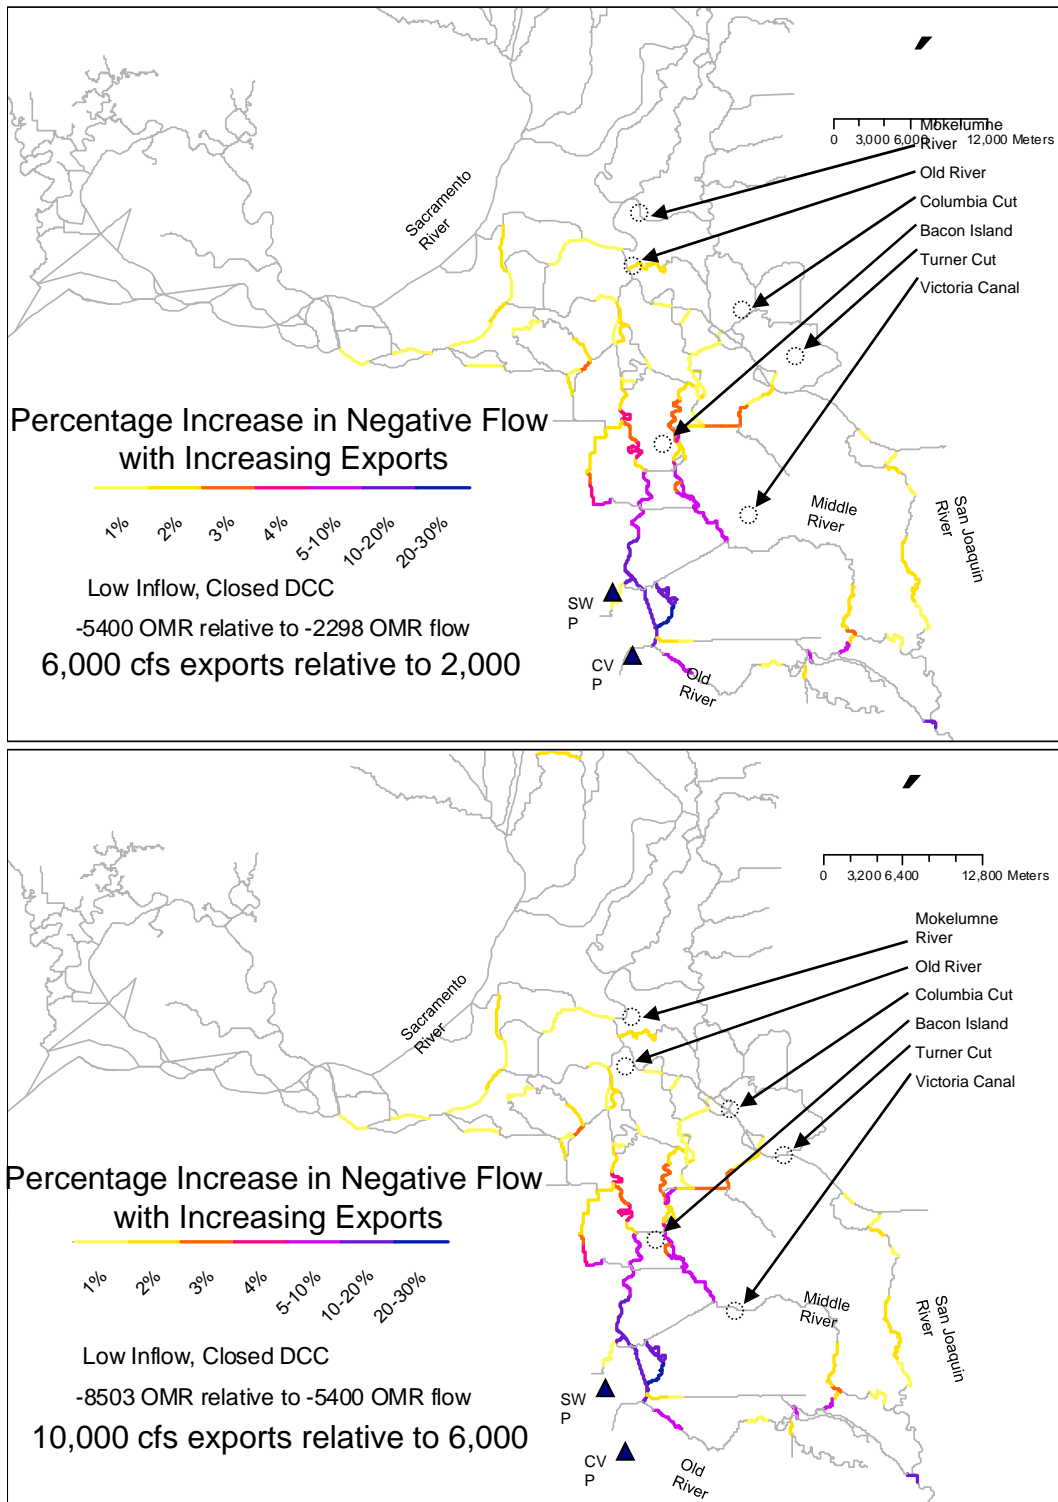 Mokelumne
River
0 3,000 6,000 12,000 Meters
Old River
Columbia Cut
Bacon Island
Turner Cut
Victoria Canal
Sacramento
River
Percentage Increase in Negative Flow
with Increasing Exports
1% 2% 3% 4% 5-10% 10-20% 20-30%
Middle
River
San Joaquin
River
Low Inflow, Closed DCC
-5400 OMR relative to -2298 OMR flow
6,000 cfs exports relative to 2,000
SW
P
CV
P
Old
River
0 3,200 6,400 12,800 Meters
Mokelumne
River
Old River
Columbia Cut
Bacon Island
Turner Cut
Victoria Canal
Sacramento
River
Percentage Increase in Negative Flow
with Increasing Exports
1% 2% 3% 4% 5-10% 10-20% 20-30%
Middle
River
San Joaquin
River
Low Inflow, Closed DCC
-8503 OMR relative to -5400 OMR flow
10,000 cfs exports relative to 6,000
SW
P
CV
P
Old
River